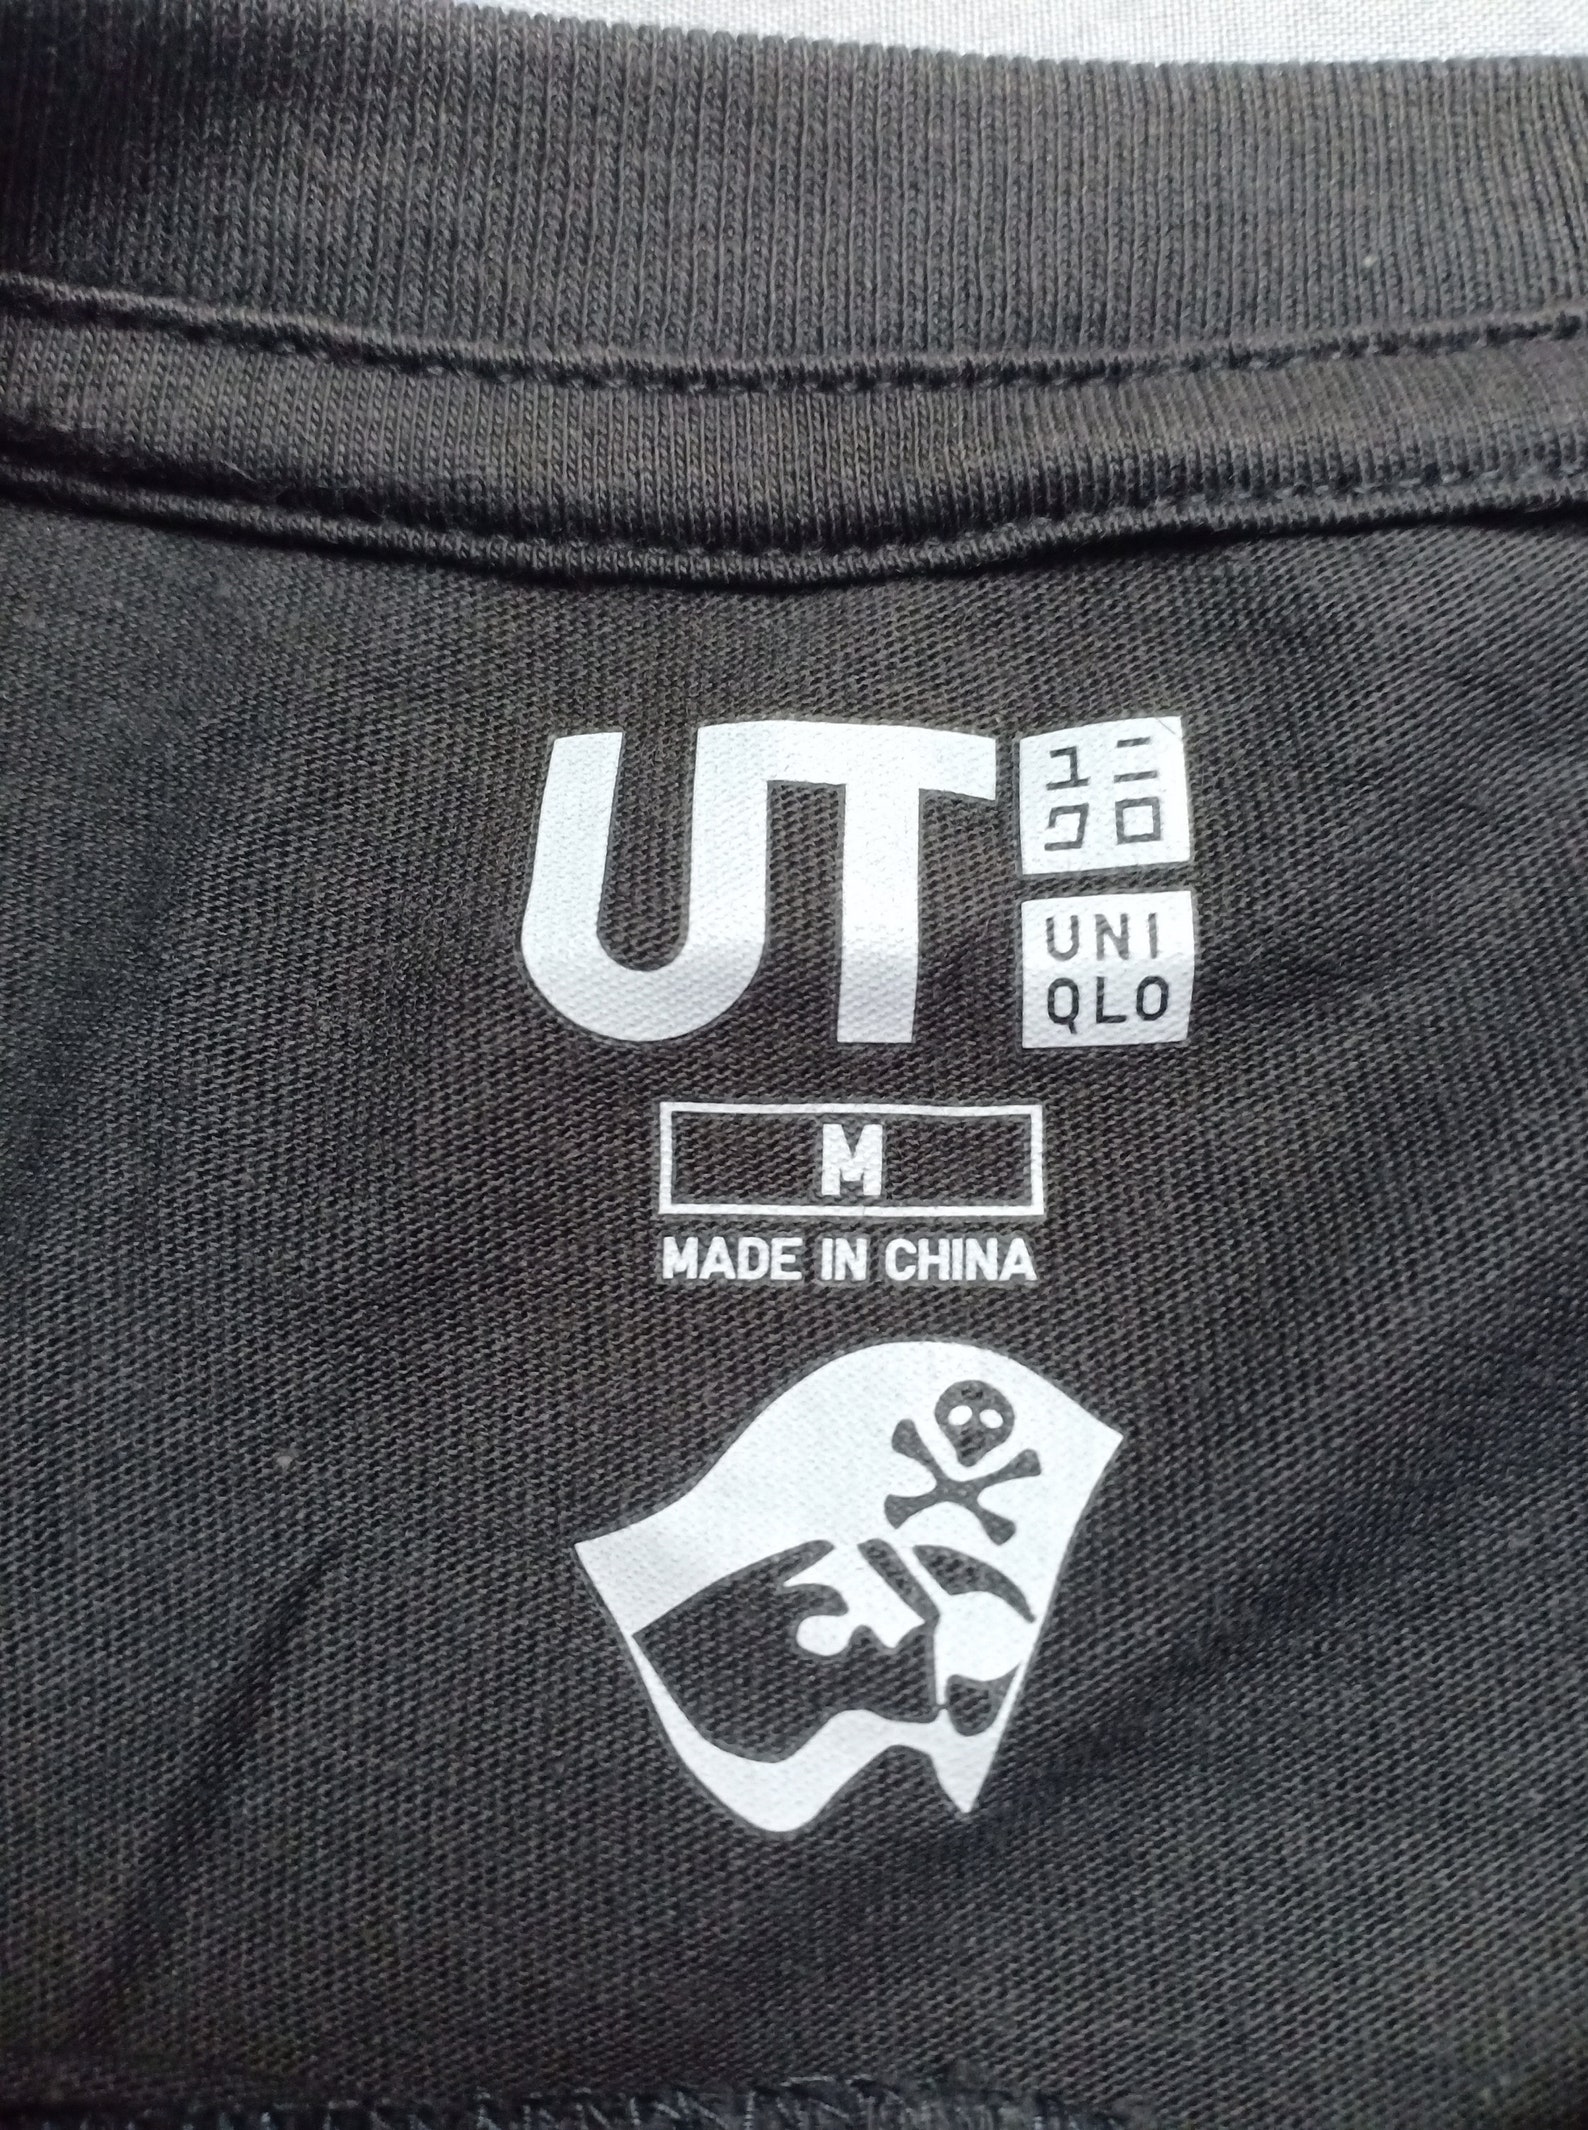 UT
ユニ
クロ
UNI
QLO
M
MADE IN CHINA